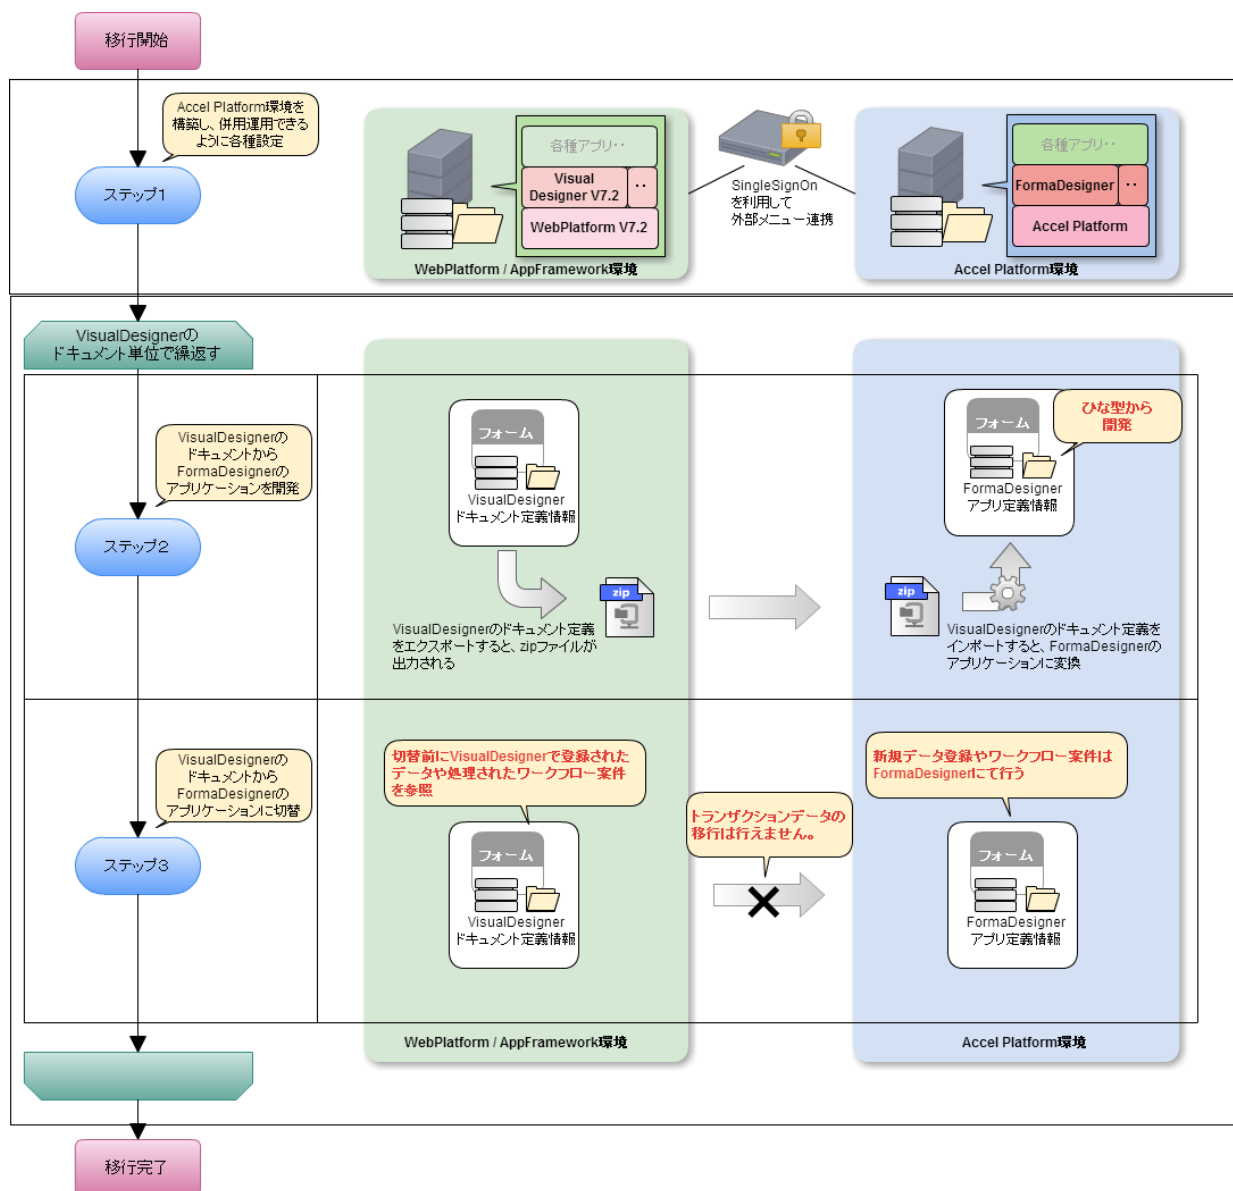 移行開始
Accel Platform環境を
構築し、併用運用できる
ように各種設定
ステップ1
各種アプリ‥
Visual
Designer V7.2
‥
WebPlatform V7.2
WebPlatform / AppFramework環境
SingleSignOn
を利用して
外部メニュー連携
各種アプリ‥
FormaDesigner
‥
Accel Platform
Accel Platform環境
VisualDesignerの
ドキュメント単位で繰返す
VisualDesignerの
ドキュメントから
FormaDesignerの
アプリケーションを開発
ステップ2
フォーム
VisualDesigner
ドキュメント定義情報
zip
VisualDesignerのドキュメント定義
をエクスポートすると、zipファイルが
出力される
ひな型から
開発
フォーム
FormaDesigner
アプリ定義情報
zip
VisualDesignerのドキュメント定義を
インポートすると、FormaDesignerの
アプリケーションに変換
VisualDesignerの
ドキュメントから
FormaDesignerの
アプリケーションに切替
ステップ3
切替前にVisualDesignerで登録された
データや処理されたワークフロー案件
を参照
フォーム
VisualDesigner
ドキュメント定義情報
トランザクションデータの
移行は行えません。
新規データ登録やワークフロー案件は
FormaDesignerにて行う
フォーム
FormaDesigner
アプリ定義情報
WebPlatform / AppFramework環境
Accel Platform環境
移行完了